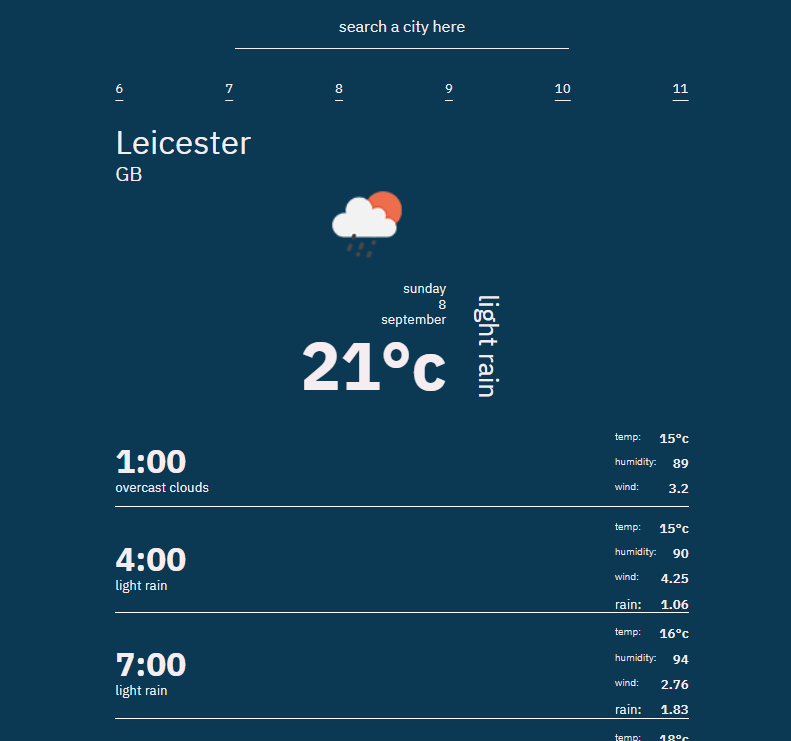 search a city here
6 7 8 9 10 11
Leicester
GB
sunday
8
september
light rain
21°c
1:00
overcast clouds
temp: 15°c
humidity: 89
wind: 3.2
4:00
light rain
temp: 15°c
humidity: 90
wind: 4.25
rain: 1.06
7:00
light rain
temp: 16°c
humidity: 94
wind: 2.76
rain: 1.83
temp: 18°c